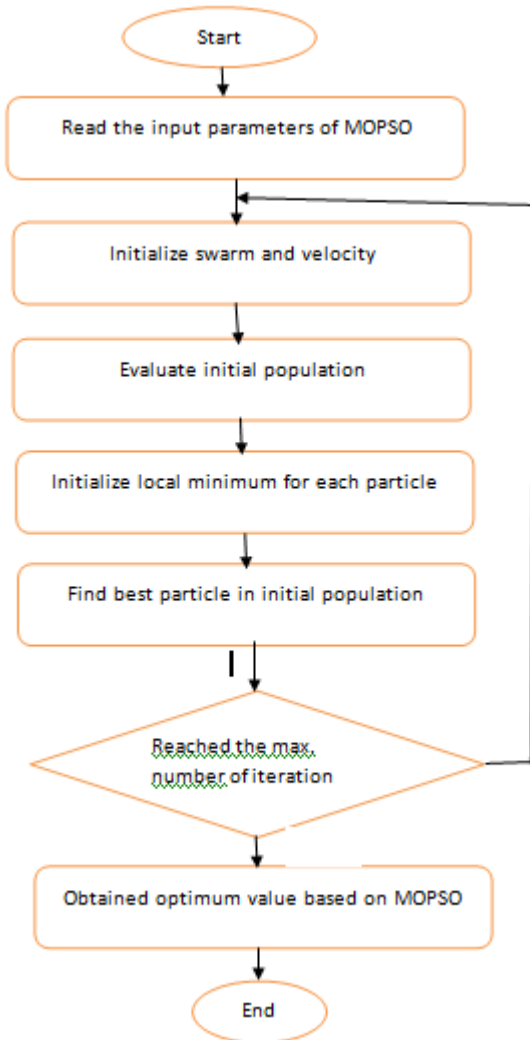 Start
Read the input parameters of MOPSO
Initialize swarm and velocity
Evaluate initial population
Initialize local minimum for each particle
Find best particle in initial population
Reached the max.
number of iteration
Obtained optimum value based on MOPSO
End